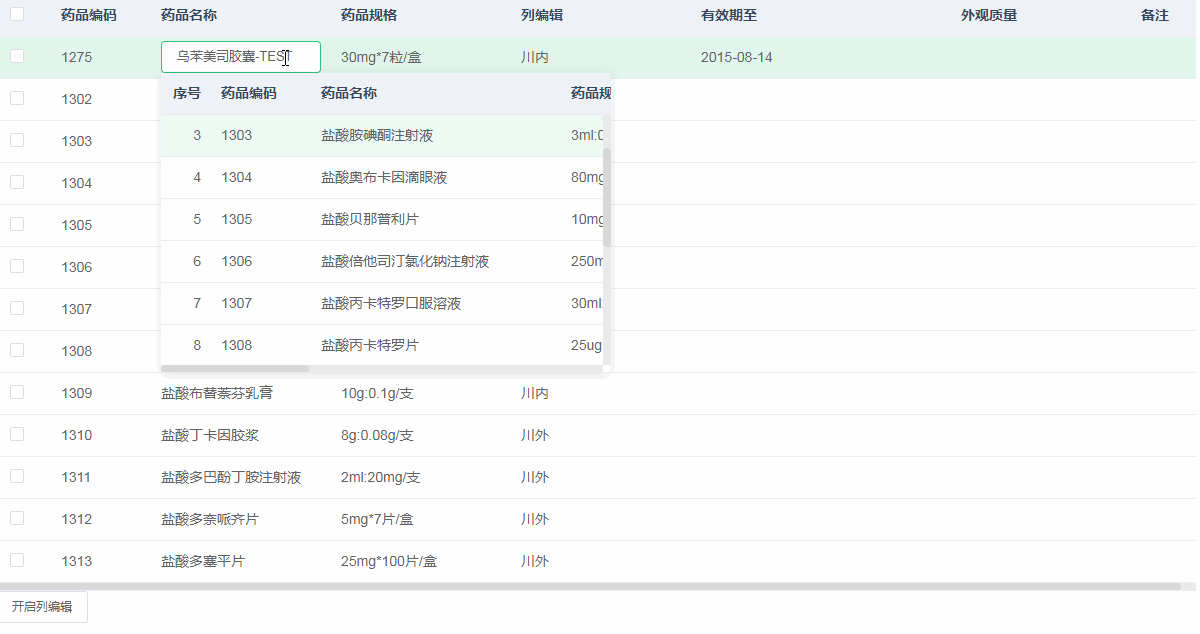 药品编码 药品名称 药品规格 列编辑 有效期至 外观质量 备注
1275 乌苯美司胶囊-TEST 30mg*7粒/盒 川内 2015-08-14
序号 药品编码 药品名称 药品规
1302
3 1303 盐酸胺碘酮注射液 3ml:0
1303
4 1304 盐酸奥布卡因滴眼液 80mg
1304
5 1305 盐酸贝那普利片 10mg
1305
6 1306 盐酸倍他司汀氯化钠注射液 250m
1306
7 1307 盐酸丙卡特罗口服溶液 30ml:
1307
8 1308 盐酸丙卡特罗片 25ug
1308
1309 盐酸布替萘芬乳膏 10g:0.1g/支 川内
1310 盐酸丁卡因胶浆 8g:0.08g/支 川外
1311 盐酸多巴酚丁胺注射液 2ml:20mg/支 川外
1312 盐酸多奈哌齐片 5mg*7片/盒 川外
1313 盐酸多塞平片 25mg*100片/盒 川外
开启列编辑